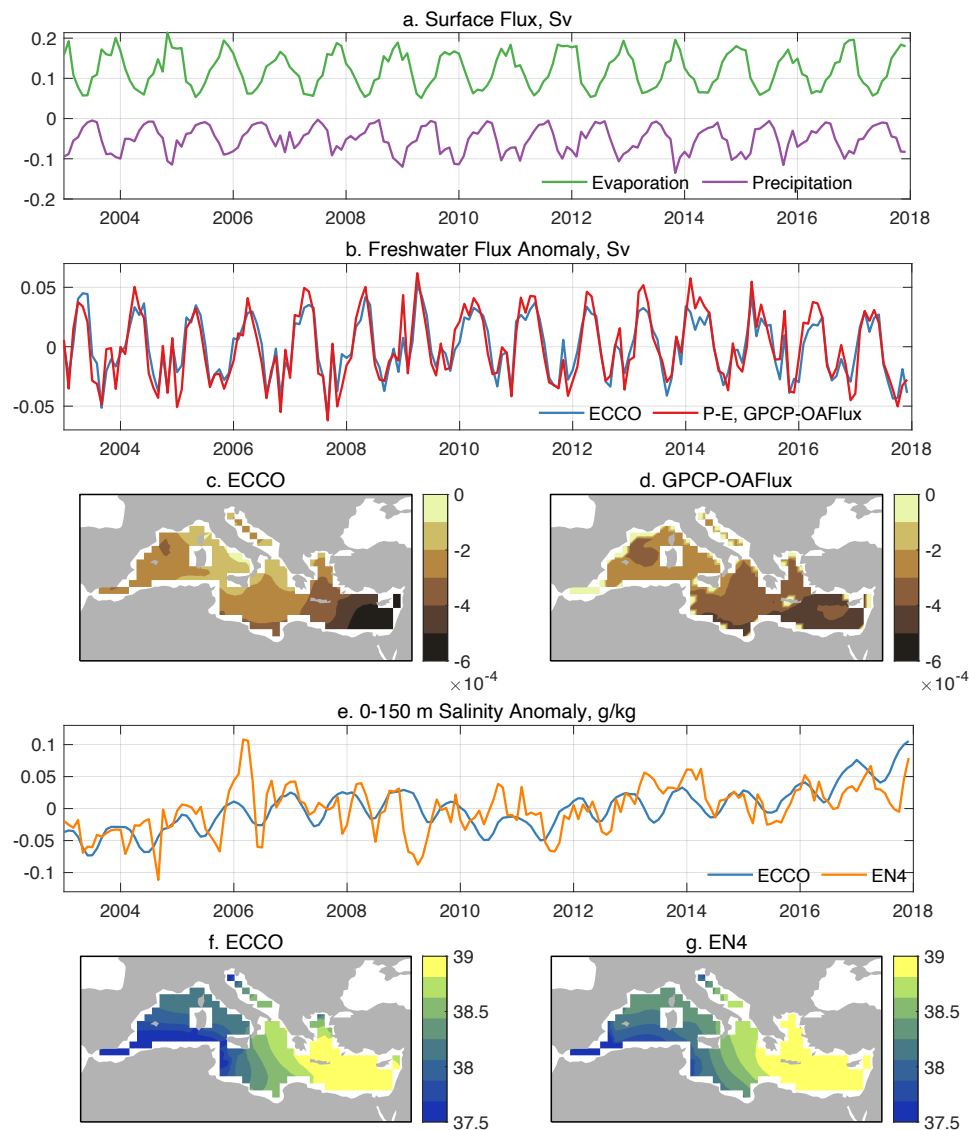 a. Surface Flux, Sv
0.2
0.1
0
-0.1
-0.2
Evaporation Precipitation
2004 2006 2008 2010 2012 2014 2016 2018
b. Freshwater Flux Anomaly, Sv
0.05
0
-0.05
ECCO P-E, GPCP-OAFlux
2004 2006 2008 2010 2012 2014 2016 2018
c. ECCO d. GPCP-OAFlux
0 0
-2 -2
-4 -4
-6 -6
×10⁻⁴ ×10⁻⁴
e. 0-150 m Salinity Anomaly, g/kg
0.1
0.05
0
-0.05
-0.1
ECCO EN4
2004 2006 2008 2010 2012 2014 2016 2018
f. ECCO g. EN4
39 39
38.5 38.5
38 38
37.5 37.5